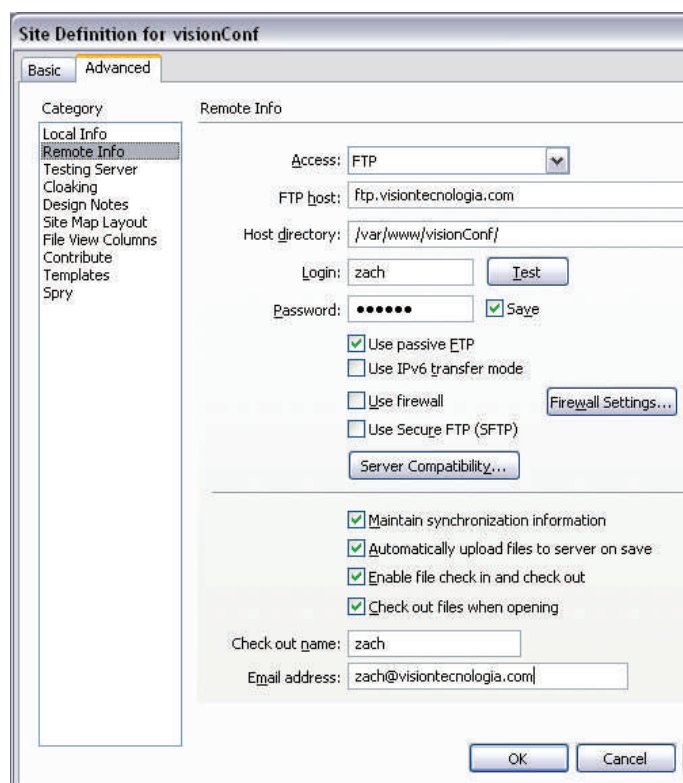 Site Definition for visionConf
Basic
Advanced
Category
Local Info
Remote Info
Testing Server
Cloaking
Design Notes
Site Map Layout
File View Columns
Contribute
Templates
Spry
Remote Info
Access: FTP
FTP host: ftp.visiontecnologia.com
Host directory: /var/www/visionConf/
Login: zach Test
Password: •••••• Save
Use passive FTP
Use IPv6 transfer mode
Use firewall Firewall Settings...
Use Secure FTP (SFTP)
Server Compatibility...
Maintain synchronization information
Automatically upload files to server on save
Enable file check in and check out
Check out files when opening
Check out name: zach
Email address: zach@visiontecnologia.com
OK Cancel